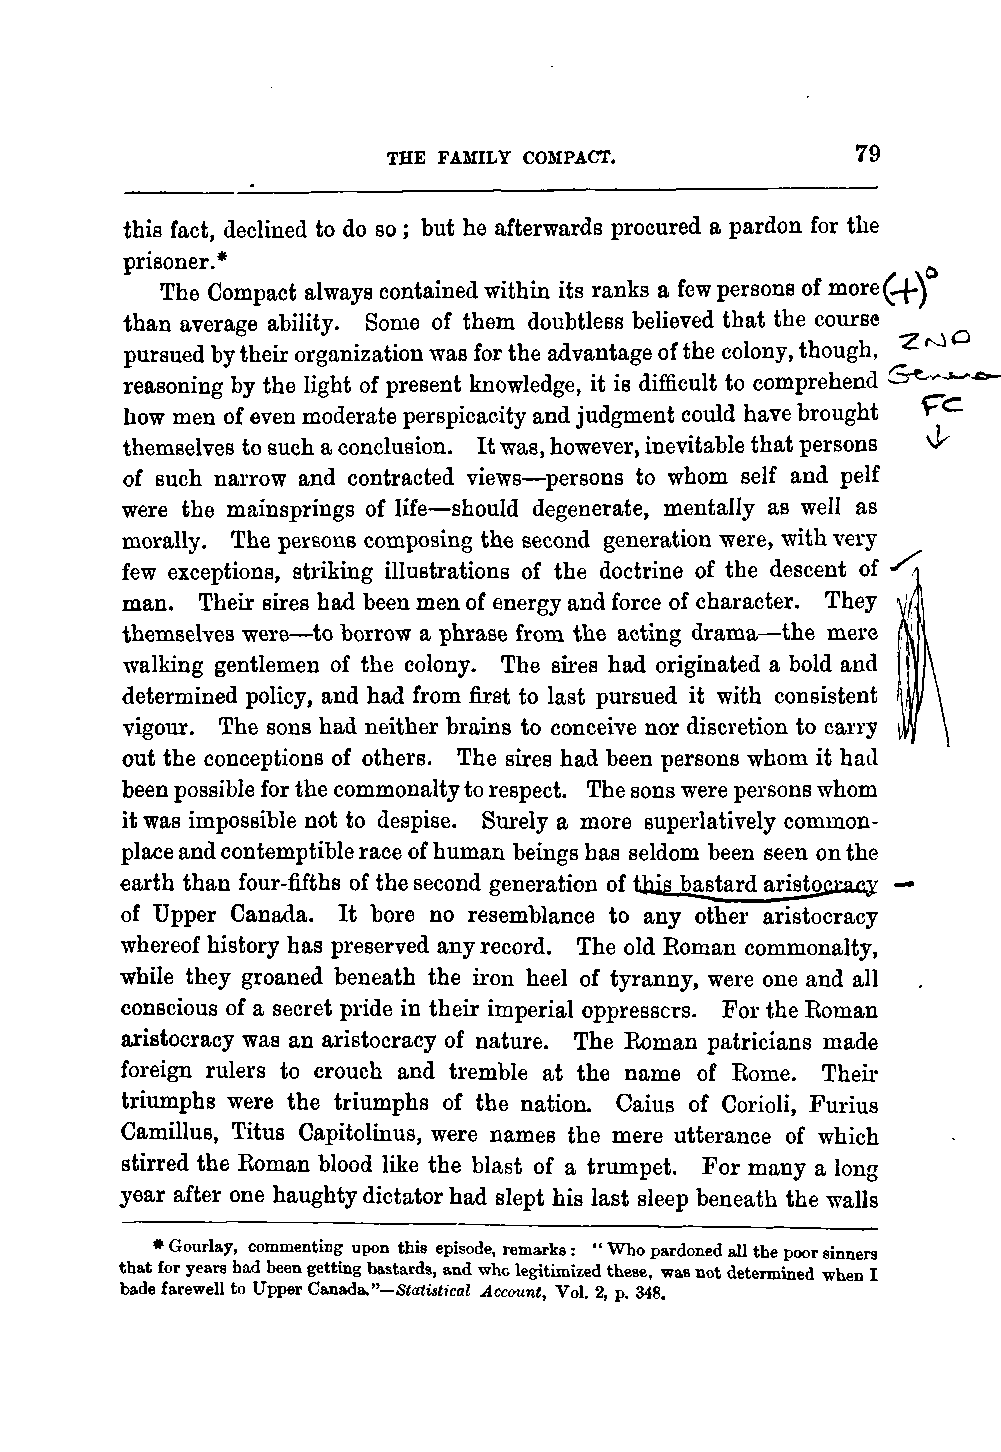 THE FAMILY COMPACT. 79
this fact, declined to do so; but he afterwards procured a pardon for the
prisoner.*
The Compact always contained within its ranks a few persons of more (+)°
than average ability. Some of them doubtless believed that the course
pursued by their organization was for the advantage of the colony, though, 2ND
reasoning by the light of present knowledge, it is difficult to comprehend
how men of even moderate perspicacity and judgment could have brought FC
themselves to such a conclusion. It was, however, inevitable that persons ↓
of such narrow and contracted views—persons to whom self and pelf
were the mainsprings of life—should degenerate, mentally as well as
morally. The persons composing the second generation were, with very
few exceptions, striking illustrations of the doctrine of the descent of
man. Their sires had been men of energy and force of character. They
themselves were—to borrow a phrase from the acting drama—the mere
walking gentlemen of the colony. The sires had originated a bold and
determined policy, and had from first to last pursued it with consistent
vigour. The sons had neither brains to conceive nor discretion to carry
out the conceptions of others. The sires had been persons whom it had
been possible for the commonalty to respect. The sons were persons whom
it was impossible not to despise. Surely a more superlatively common-
place and contemptible race of human beings has seldom been seen on the
earth than four-fifths of the second generation of this bastard aristocracy
of Upper Canada. It bore no resemblance to any other aristocracy
whereof history has preserved any record. The old Roman commonalty,
while they groaned beneath the iron heel of tyranny, were one and all
conscious of a secret pride in their imperial oppressors. For the Roman
aristocracy was an aristocracy of nature. The Roman patricians made
foreign rulers to crouch and tremble at the name of Rome. Their
triumphs were the triumphs of the nation. Caius of Corioli, Furius
Camillus, Titus Capitolinus, were names the mere utterance of which
stirred the Roman blood like the blast of a trumpet. For many a long
year after one haughty dictator had slept his last sleep beneath the walls
* Gourlay, commenting upon this episode, remarks: "Who pardoned all the poor sinners
that for years had been getting bastards, and who legitimized these, was not determined when I
bade farewell to Upper Canada."—Statistical Account, Vol. 2, p. 348.